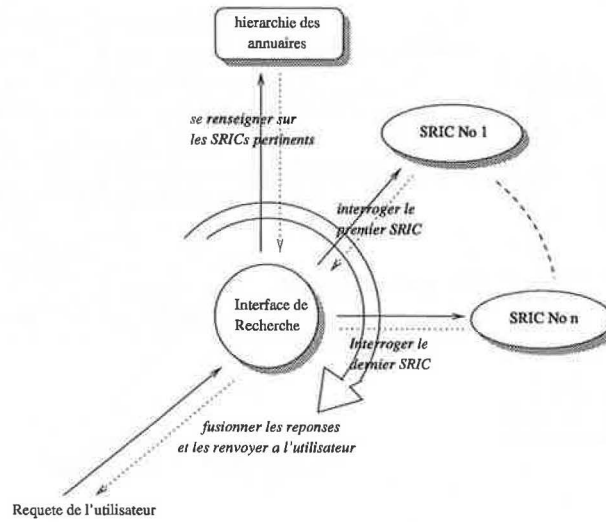 hierarchie des
annuaires
se renseigner sur
les SRICs pertinents
SRIC No 1
interroger le
premier SRIC
Interface de
Recherche
SRIC No n
Interroger le
dernier SRIC
fusionner les reponses
et les renvoyer a l'utilisateur
Requete de l'utilisateur